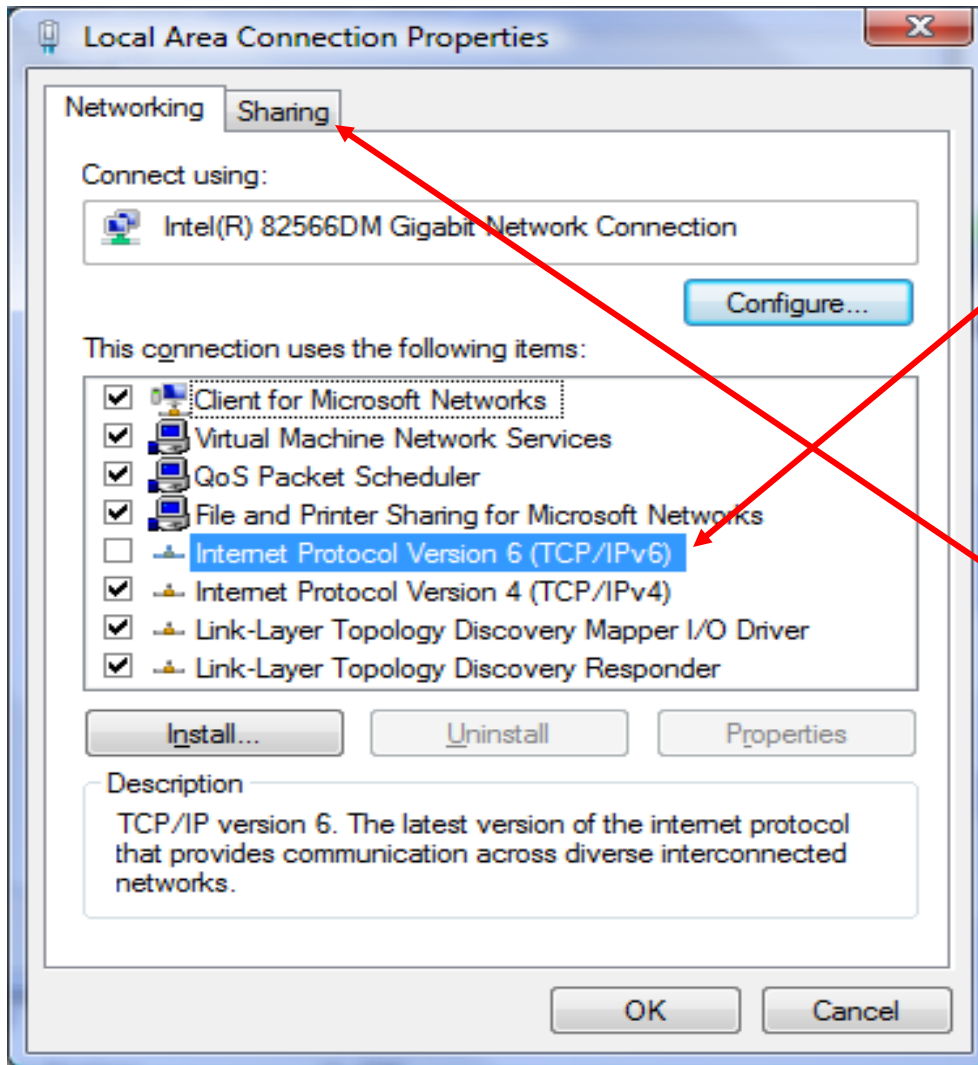 Local Area Connection Properties
Networking
Sharing
Connect using:
Intel(R) 82566DM Gigabit Network Connection
Configure...
This connection uses the following items:
Client for Microsoft Networks
Virtual Machine Network Services
QoS Packet Scheduler
File and Printer Sharing for Microsoft Networks
Internet Protocol Version 6 (TCP/IPv6)
Internet Protocol Version 4 (TCP/IPv4)
Link-Layer Topology Discovery Mapper I/O Driver
Link-Layer Topology Discovery Responder
Install...
Uninstall
Properties
Description
TCP/IP version 6. The latest version of the internet protocol
that provides communication across diverse interconnected
networks.
OK
Cancel